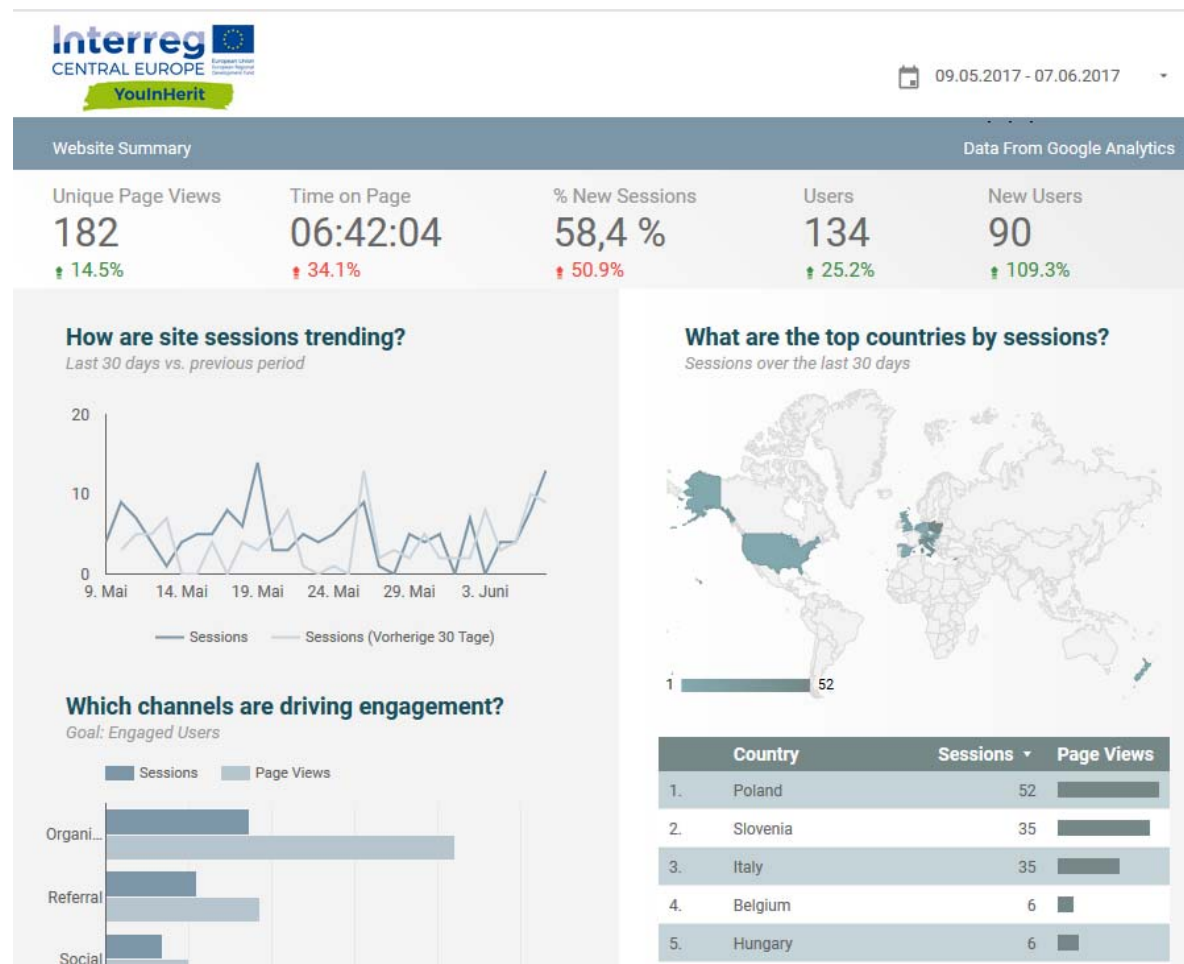 Interreg
CENTRAL EUROPE
European Union
European Regional
Development Fund
YouInHerit
09.05.2017 - 07.06.2017
Website Summary
Data From Google Analytics
Unique Page Views
Time on Page
% New Sessions
Users
New Users
182
06:42:04
58,4 %
134
90
14.5%
34.1%
50.9%
25.2%
109.3%
How are site sessions trending?
Last 30 days vs. previous period
20
10
0
9. Mai
14. Mai
19. Mai
24. Mai
29. Mai
3. Juni
Sessions
Sessions (Vorherige 30 Tage)
Which channels are driving engagement?
Goal: Engaged Users
Sessions
Page Views
Organi...
Referral
Social
What are the top countries by sessions?
Sessions over the last 30 days
1
52
Country Sessions Page Views
1. Poland 52
2. Slovenia 35
3. Italy 35
4. Belgium 6
5. Hungary 6